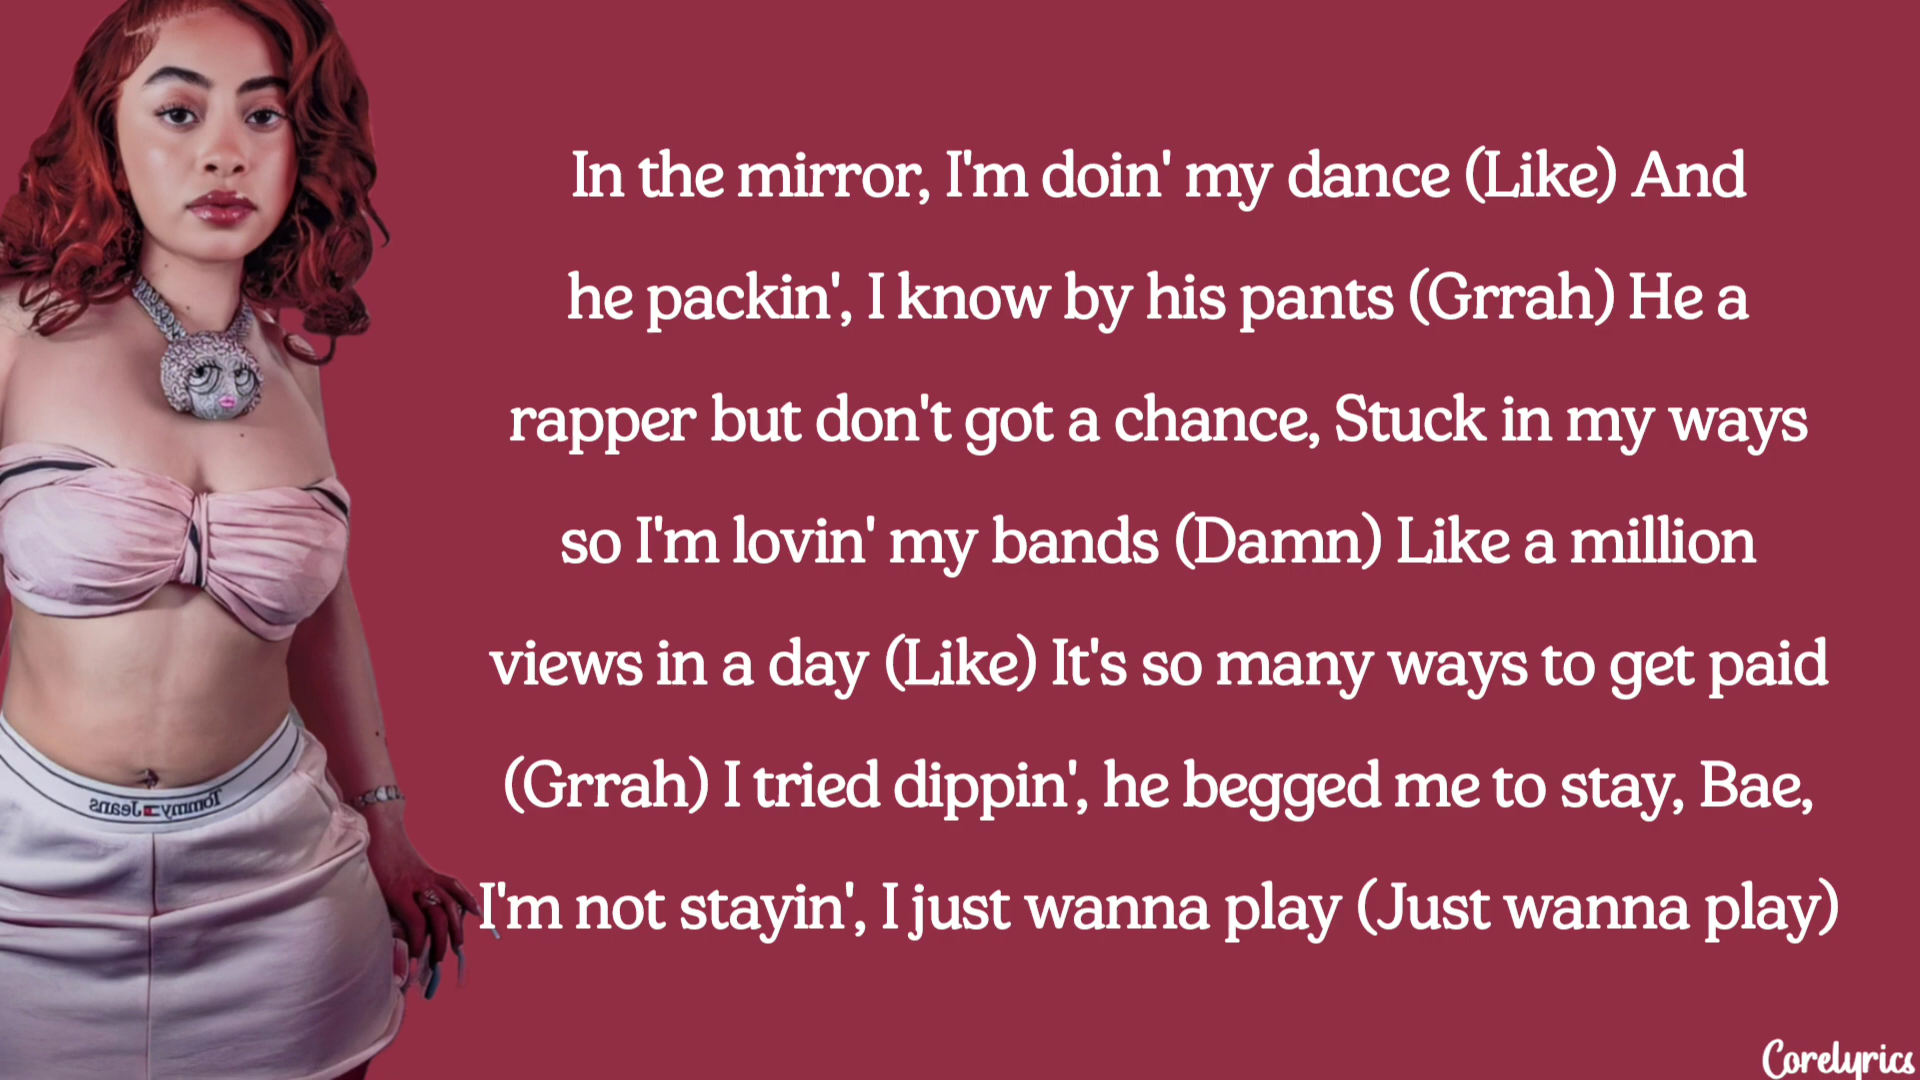 In the mirror, I'm doin' my dance (Like) And
he packin', I know by his pants (Grrah) He a
rapper but don't got a chance, Stuck in my ways
so I'm lovin' my bands (Damn) Like a million
views in a day (Like) It's so many ways to get paid
(Grrah) I tried dippin', he begged me to stay, Bae,
I'm not stayin', I just wanna play (Just wanna play)
Tommy Jeans
Corelyrics